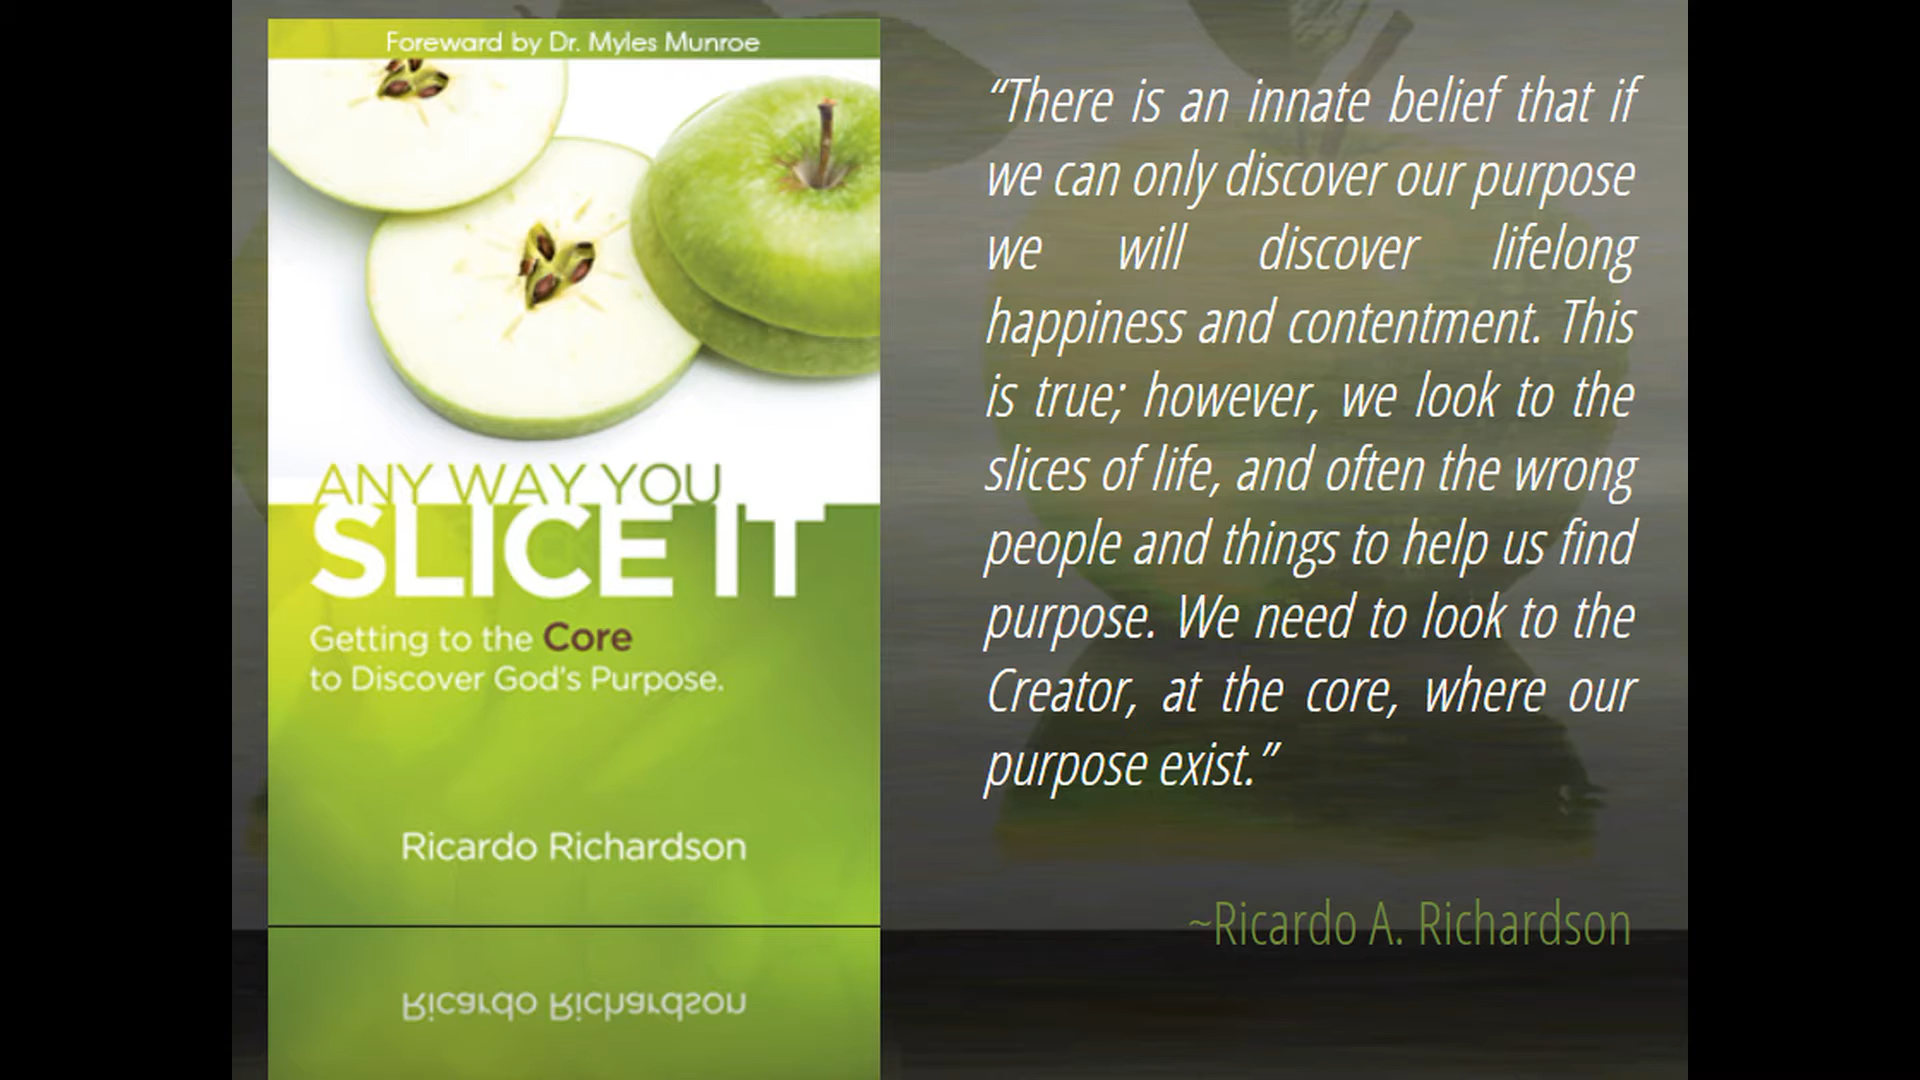 Foreword by Dr. Myles Munroe
ANY WAY YOU
SLICE IT
Getting to the Core
to Discover God's Purpose.
Ricardo Richardson
Ricardo Richardson
“There is an innate belief that if
we can only discover our purpose
we will discover lifelong
happiness and contentment. This
is true; however, we look to the
slices of life, and often the wrong
people and things to help us find
purpose. We need to look to the
Creator, at the core, where our
purpose exist.”
~Ricardo A. Richardson